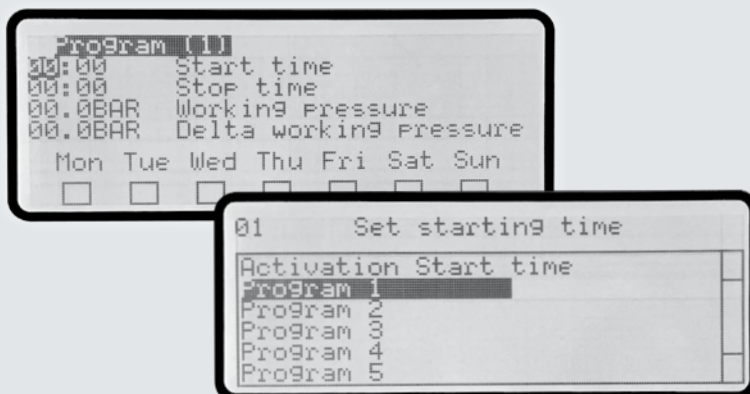 Program (1)
00:00 Start time
00:00 Stop time
00.0BAR Working pressure
00.0BAR Delta working pressure
Mon Tue Wed Thu Fri Sat Sun
01 Set starting time
Activation Start time
Program 1
Program 2
Program 3
Program 4
Program 5